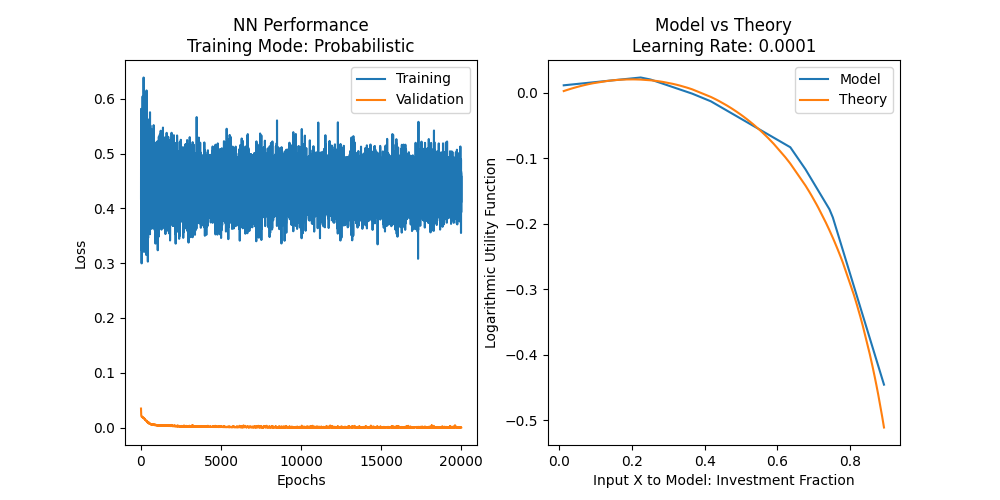 NN Performance
Training Mode: Probabilistic
Training
Validation
Loss
0.6
0.5
0.4
0.3
0.2
0.1
0.0
0
5000
10000
15000
20000
Epochs
Model vs Theory
Learning Rate: 0.0001
Model
Theory
Logarithmic Utility Function
0.0
−0.1
−0.2
−0.3
−0.4
−0.5
0.0
0.2
0.4
0.6
0.8
Input X to Model: Investment Fraction